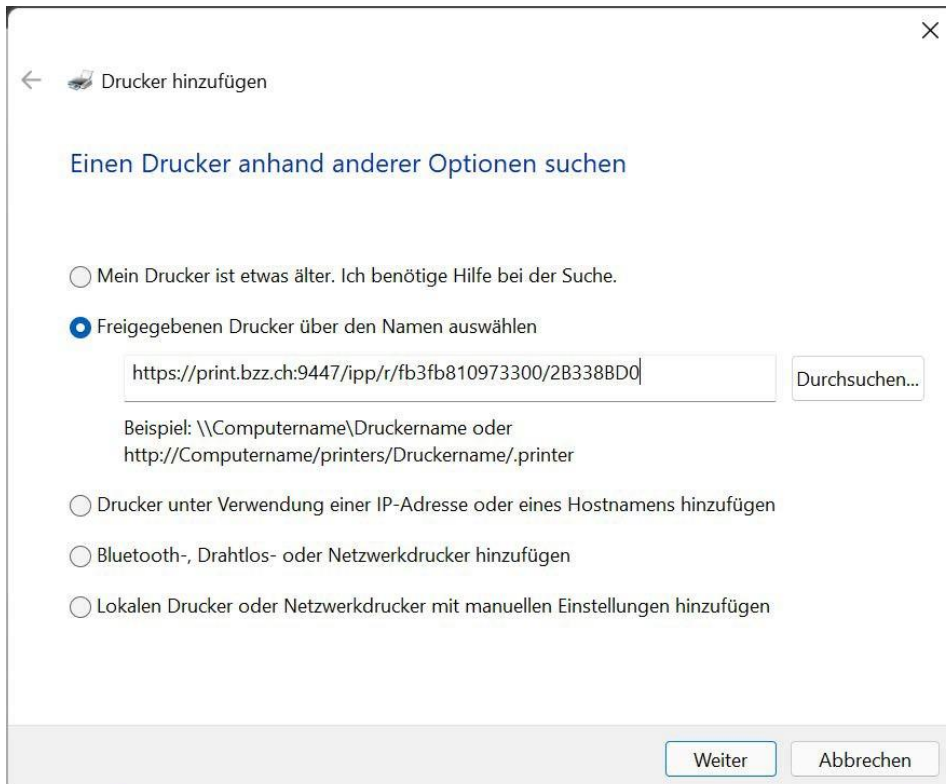 Drucker hinzufügen
Einen Drucker anhand anderer Optionen suchen
Mein Drucker ist etwas älter. Ich benötige Hilfe bei der Suche.
Freigegebenen Drucker über den Namen auswählen
https://print.bzz.ch:9447/ipp/r/fb3fb810973300/2B338BD0
Durchsuchen...
Beispiel: \\Computername\Druckername oder
http://Computername/printers/Druckername/.printer
Drucker unter Verwendung einer IP-Adresse oder eines Hostnamens hinzufügen
Bluetooth-, Drahtlos- oder Netzwerkdrucker hinzufügen
Lokalen Drucker oder Netzwerkdrucker mit manuellen Einstellungen hinzufügen
Weiter
Abbrechen